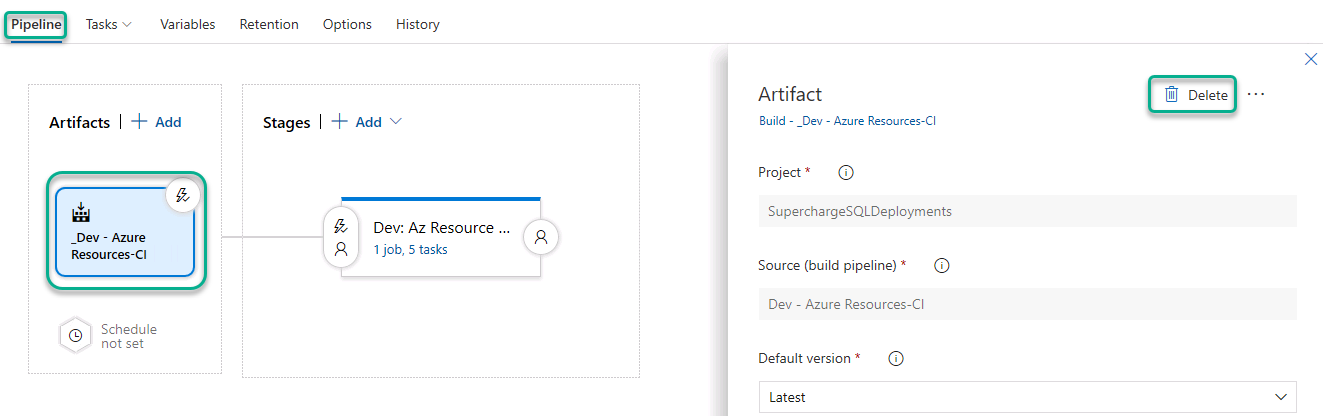 Pipeline Tasks Variables Retention Options History
Artifacts | + Add
Stages | + Add
_Dev - Azure
Resources-CI
Schedule
not set
Dev: Az Resource ...
1 job, 5 tasks
Artifact
Delete ...
Build - _Dev - Azure Resources-CI
Project *
SuperchargeSQLDeployments
Source (build pipeline) *
Dev - Azure Resources-CI
Default version *
Latest